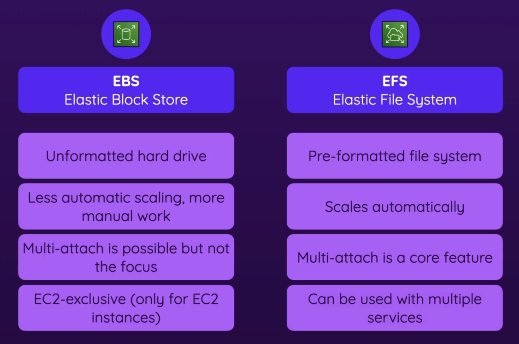 EBS
Elastic Block Store
Unformatted hard drive
Less automatic scaling, more
manual work
Multi-attach is possible but not
the focus
EC2-exclusive (only for EC2
instances)
EFS
Elastic File System
Pre-formatted file system
Scales automatically
Multi-attach is a core feature
Can be used with multiple
services